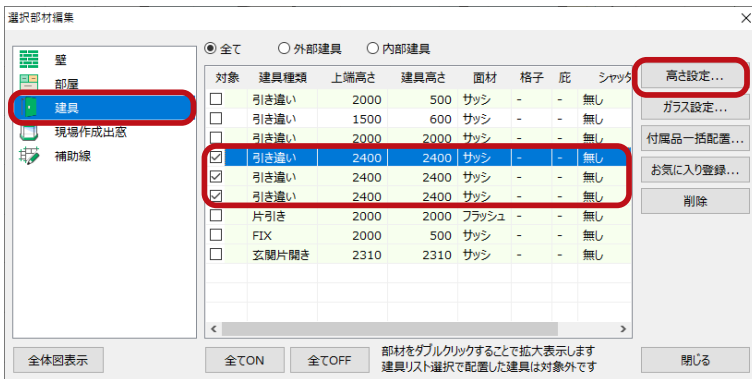 選択部材編集
壁
部屋
建具
現場作成出窓
補助線
全て 外部建具 内部建具
対象 建具種類 上端高さ 建具高さ 面材 格子 庇 シャッタ
引き違い 2000 500 サッシ - - 無し
引き違い 1500 600 サッシ - - 無し
引き違い 2000 2000 サッシ - - 無し
引き違い 2400 2400 サッシ - - 無し
引き違い 2400 2400 サッシ - - 無し
引き違い 2400 2400 サッシ - - 無し
片引き 2000 2000 フラッシュ - - 無し
FIX 2000 500 サッシ - - 無し
玄関片開き 2310 2310 サッシ - - 無し
高さ設定...
ガラス設定...
付属品一括配置...
お気に入り登録...
削除
全体図表示
全てON
全てOFF
部材をダブルクリックすることで拡大表示します
建具リスト選択で配置した建具は対象外です
閉じる